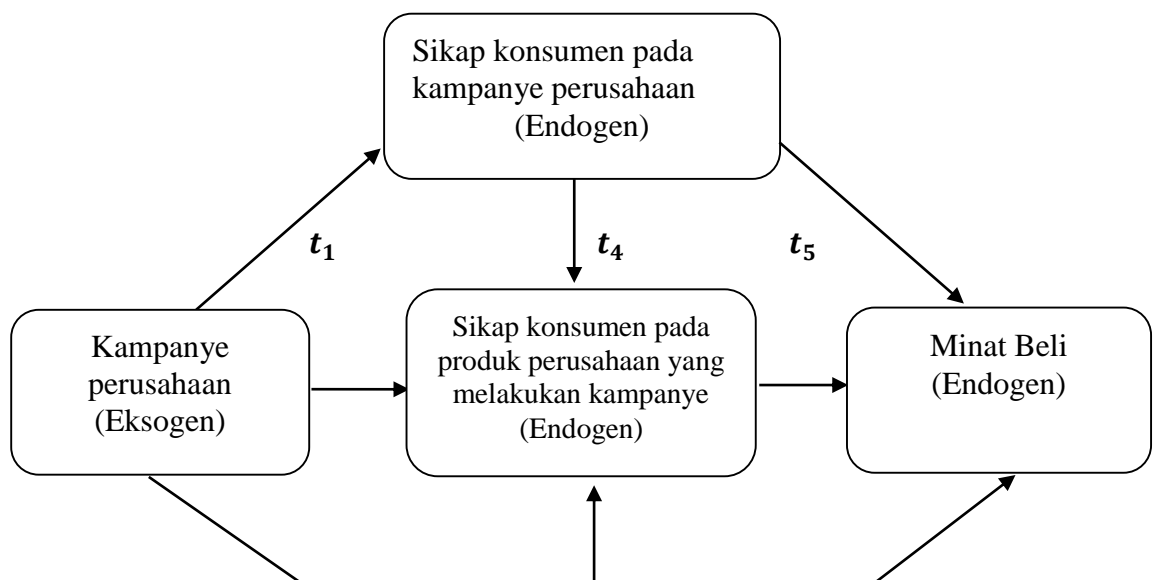 Sikap konsumen pada
kampanye perusahaan
(Endogen)
t₁
t₄
t₅
Kampanye
perusahaan
(Eksogen)
Sikap konsumen pada
produk perusahaan yang
melakukan kampanye
(Endogen)
Minat Beli
(Endogen)